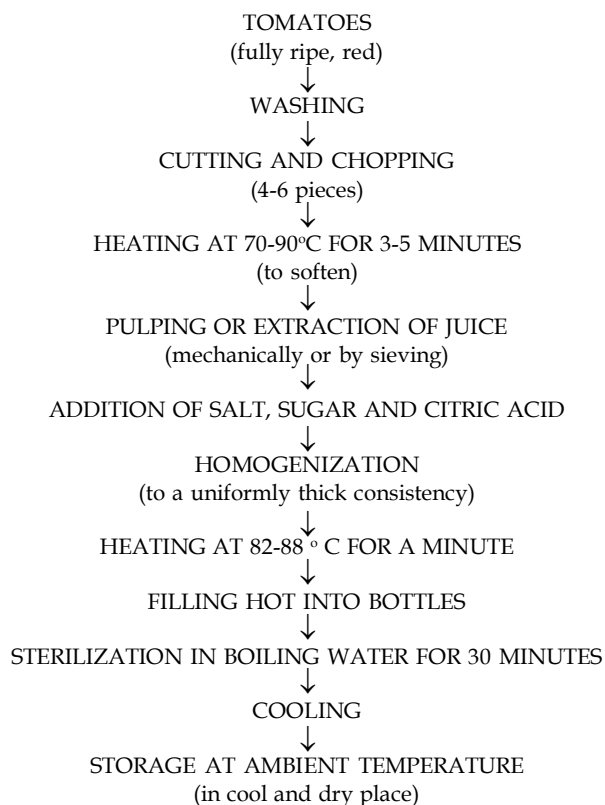 TOMATOES
(fully ripe, red)
↓
WASHING
↓
CUTTING AND CHOPPING
(4-6 pieces)
↓
HEATING AT 70-90°C FOR 3-5 MINUTES
(to soften)
↓
PULPING OR EXTRACTION OF JUICE
(mechanically or by sieving)
↓
ADDITION OF SALT, SUGAR AND CITRIC ACID
↓
HOMOGENIZATION
(to a uniformly thick consistency)
↓
HEATING AT 82-88 ° C FOR A MINUTE
↓
FILLING HOT INTO BOTTLES
↓
STERILIZATION IN BOILING WATER FOR 30 MINUTES
↓
COOLING
↓
STORAGE AT AMBIENT TEMPERATURE
(in cool and dry place)